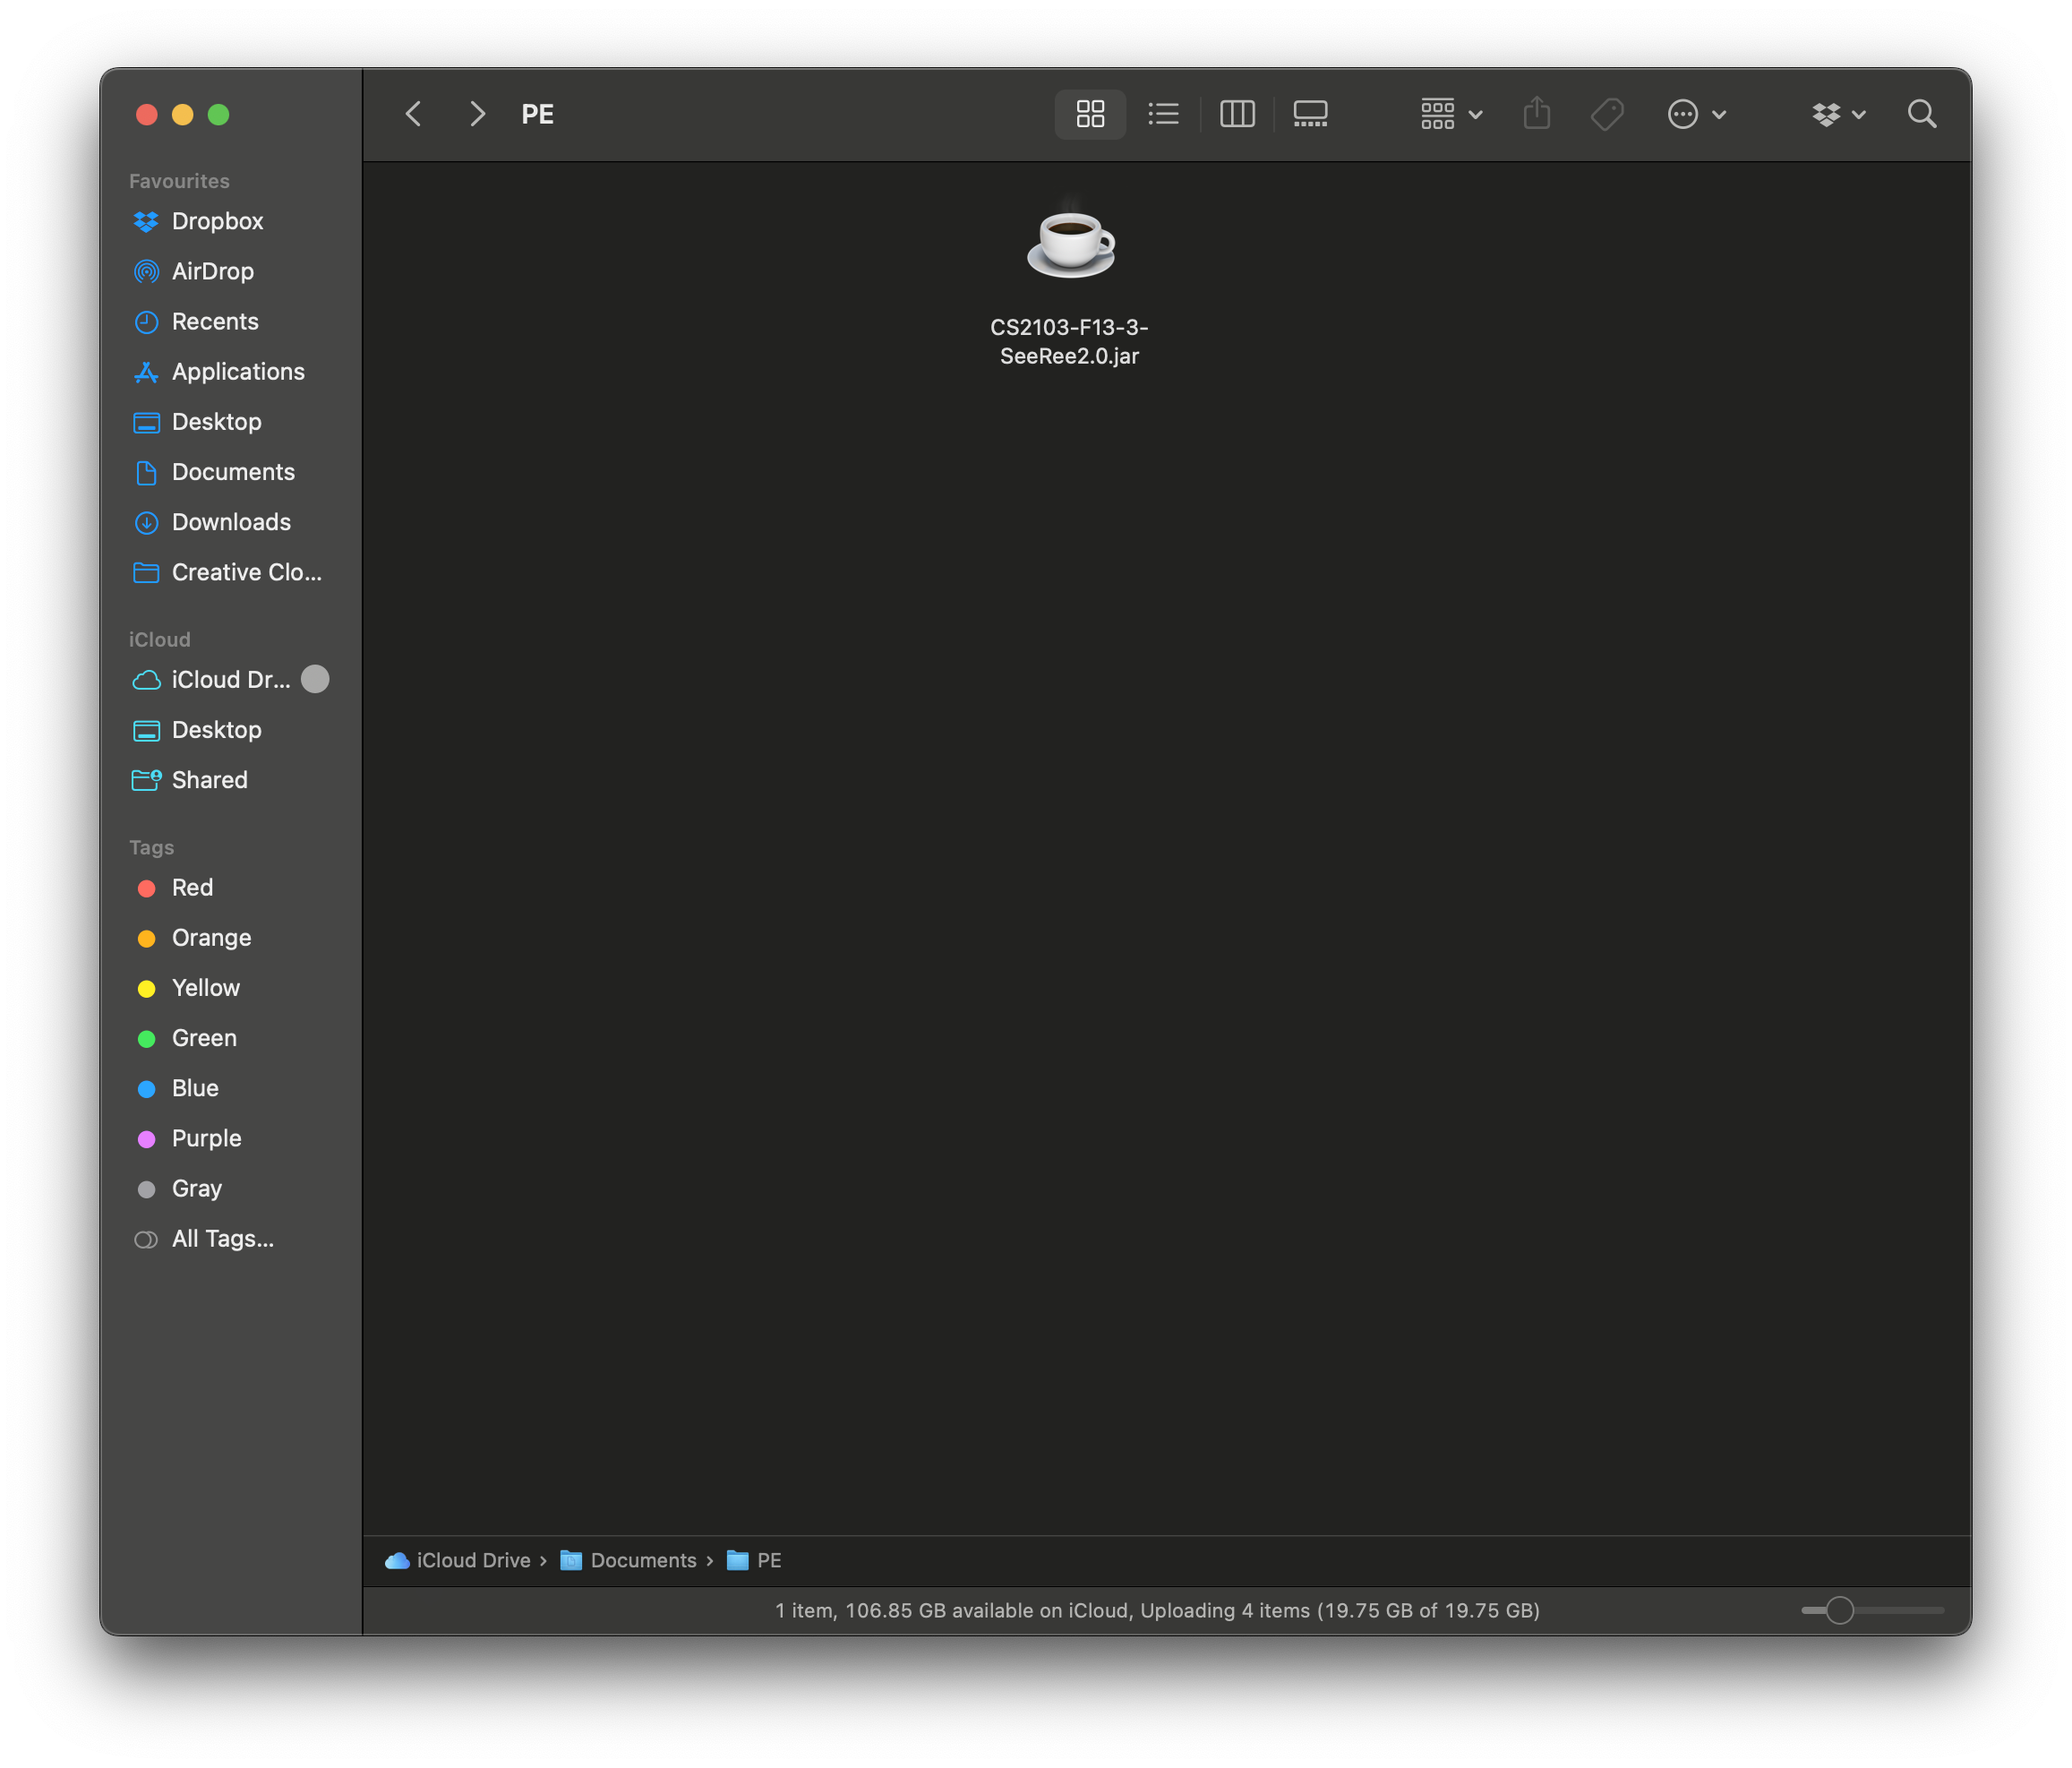 PE
Favourites
Dropbox
AirDrop
Recents
Applications
Desktop
Documents
Downloads
Creative Clo...
iCloud
iCloud Dr...
Desktop
Shared
Tags
Red
Orange
Yellow
Green
Blue
Purple
Gray
All Tags...
CS2103-F13-3-
SeeRee2.0.jar
iCloud Drive › Documents › PE
1 item, 106.85 GB available on iCloud, Uploading 4 items (19.75 GB of 19.75 GB)